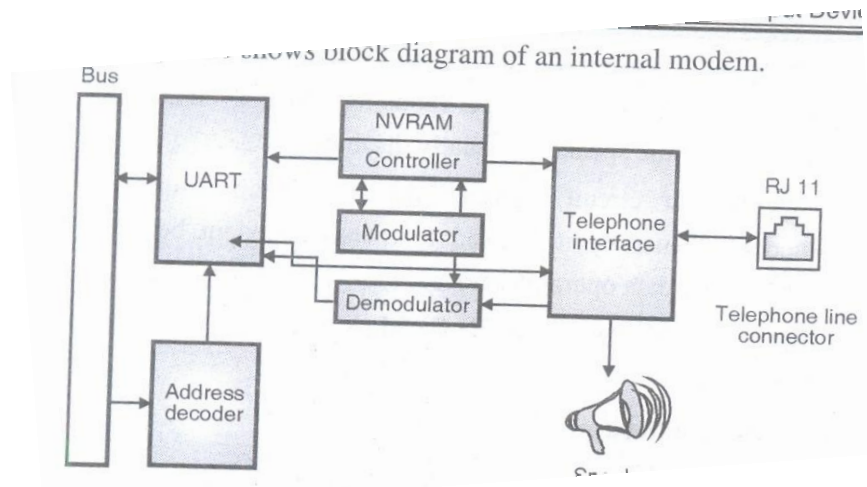 block diagram of an internal modem.
Bus
NVRAM
Controller
UART
RJ 11
Modulator
Telephone
interface
Demodulator
Telephone line
connector
Address
decoder